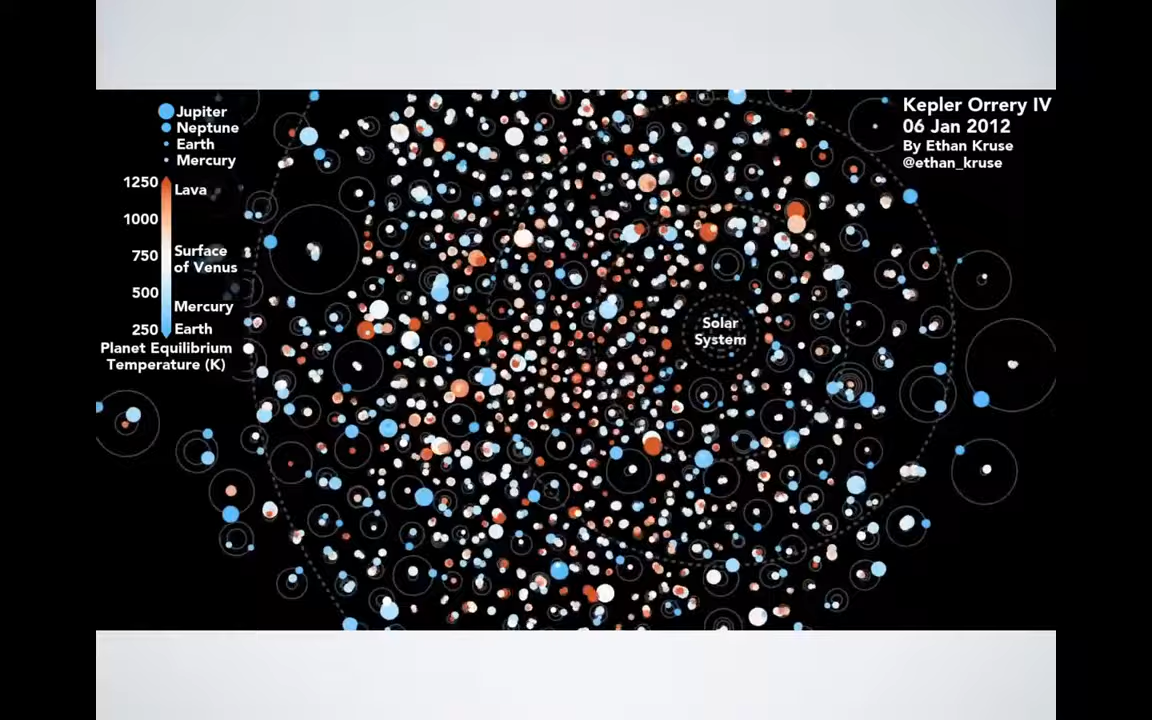 Jupiter
Neptune
Earth
Mercury
1250
Lava
1000
750
Surface
of Venus
500
Mercury
250
Earth
Planet Equilibrium
Temperature (K)
Solar
System
Kepler Orrery IV
06 Jan 2012
By Ethan Kruse
@ethan_kruse